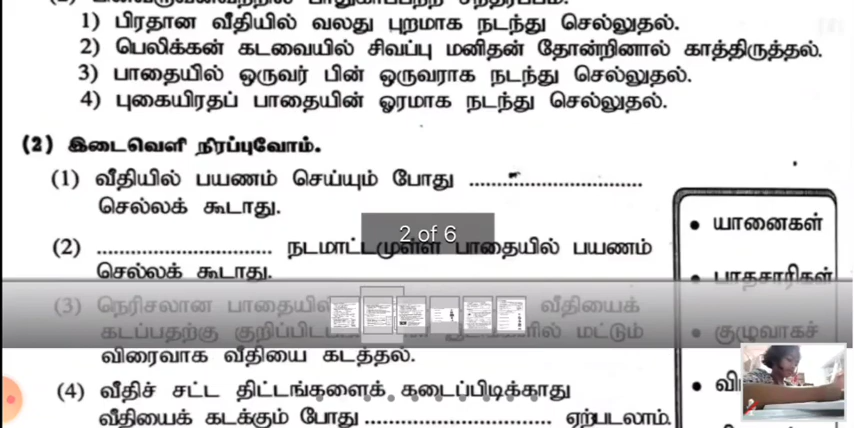 1) பிரதான வீதியில் வலது புறமாக நடந்து செல்லுதல்.
2) பெலிக்கன் கடவையில் சிவப்பு மனிதன் தோன்றினால் காத்திருத்தல்.
3) பாதையில் ஒருவர் பின் ஒருவராக நடந்து செல்லுதல்.
4) புகையிரதப் பாதையின் ஓரமாக நடந்து செல்லுதல்.
(2) இடைவெளி நிரப்புவோம்.
(1) வீதியில் பயணம் செய்யும் போது ..............................
செல்லக் கூடாது.
2 of 6
(2) .............................. நடமாட்டமுள்ள பாதையில் பயணம்
செல்லக் கூடாது.
(3) நெரிசலான வீதியைக்
கடப்பதற்கு மட்டும்
விரைவாக வீதியை கடத்தல்.
(4) வீதிச் சட்ட திட்டங்களைக் கடைப்பிடிக்காது
வீதியைக் கடக்கும் போது .............................. ஏற்படலாம்.
• யானைகள்
• பாதசாரிகள்
• குழுவாகச்